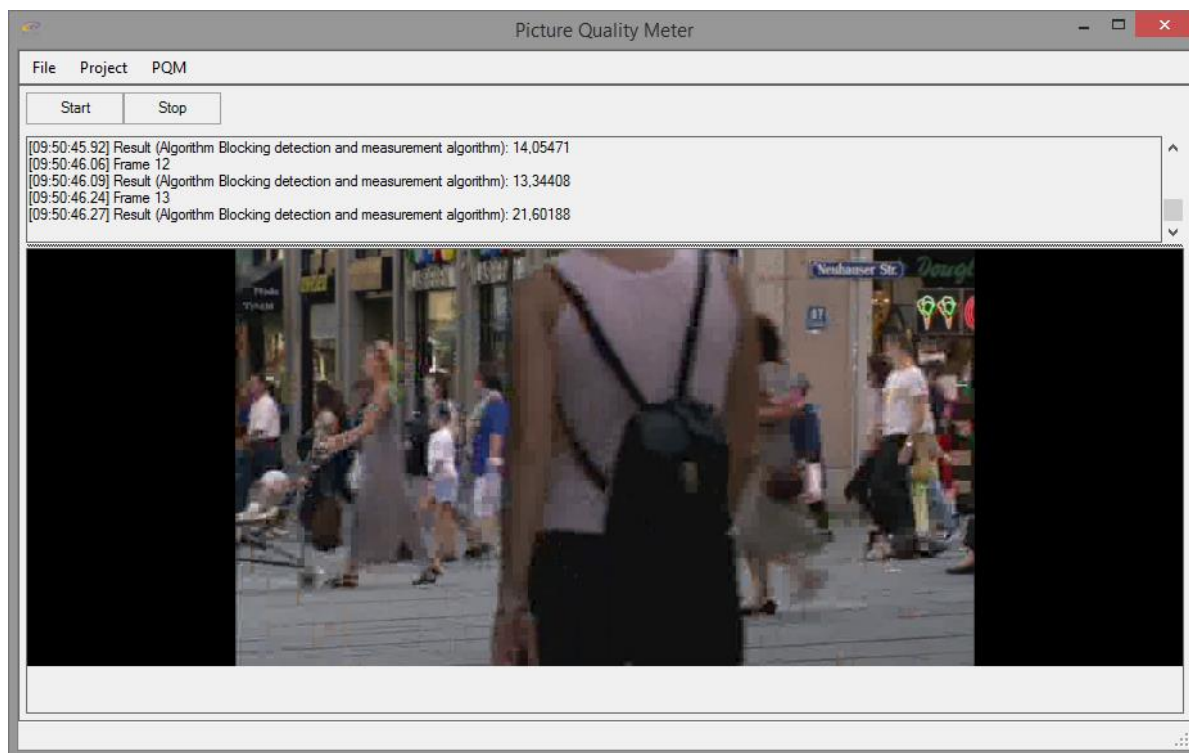 Picture Quality Meter
File Project PQM
Start Stop
[09:50:45.92] Result (Algorithm Blocking detection and measurement algorithm): 14,05471
[09:50:46.06] Frame 12
[09:50:46.09] Result (Algorithm Blocking detection and measurement algorithm): 13,34408
[09:50:46.24] Frame 13
[09:50:46.27] Result (Algorithm Blocking detection and measurement algorithm): 21,60188
Neuhauser Str.